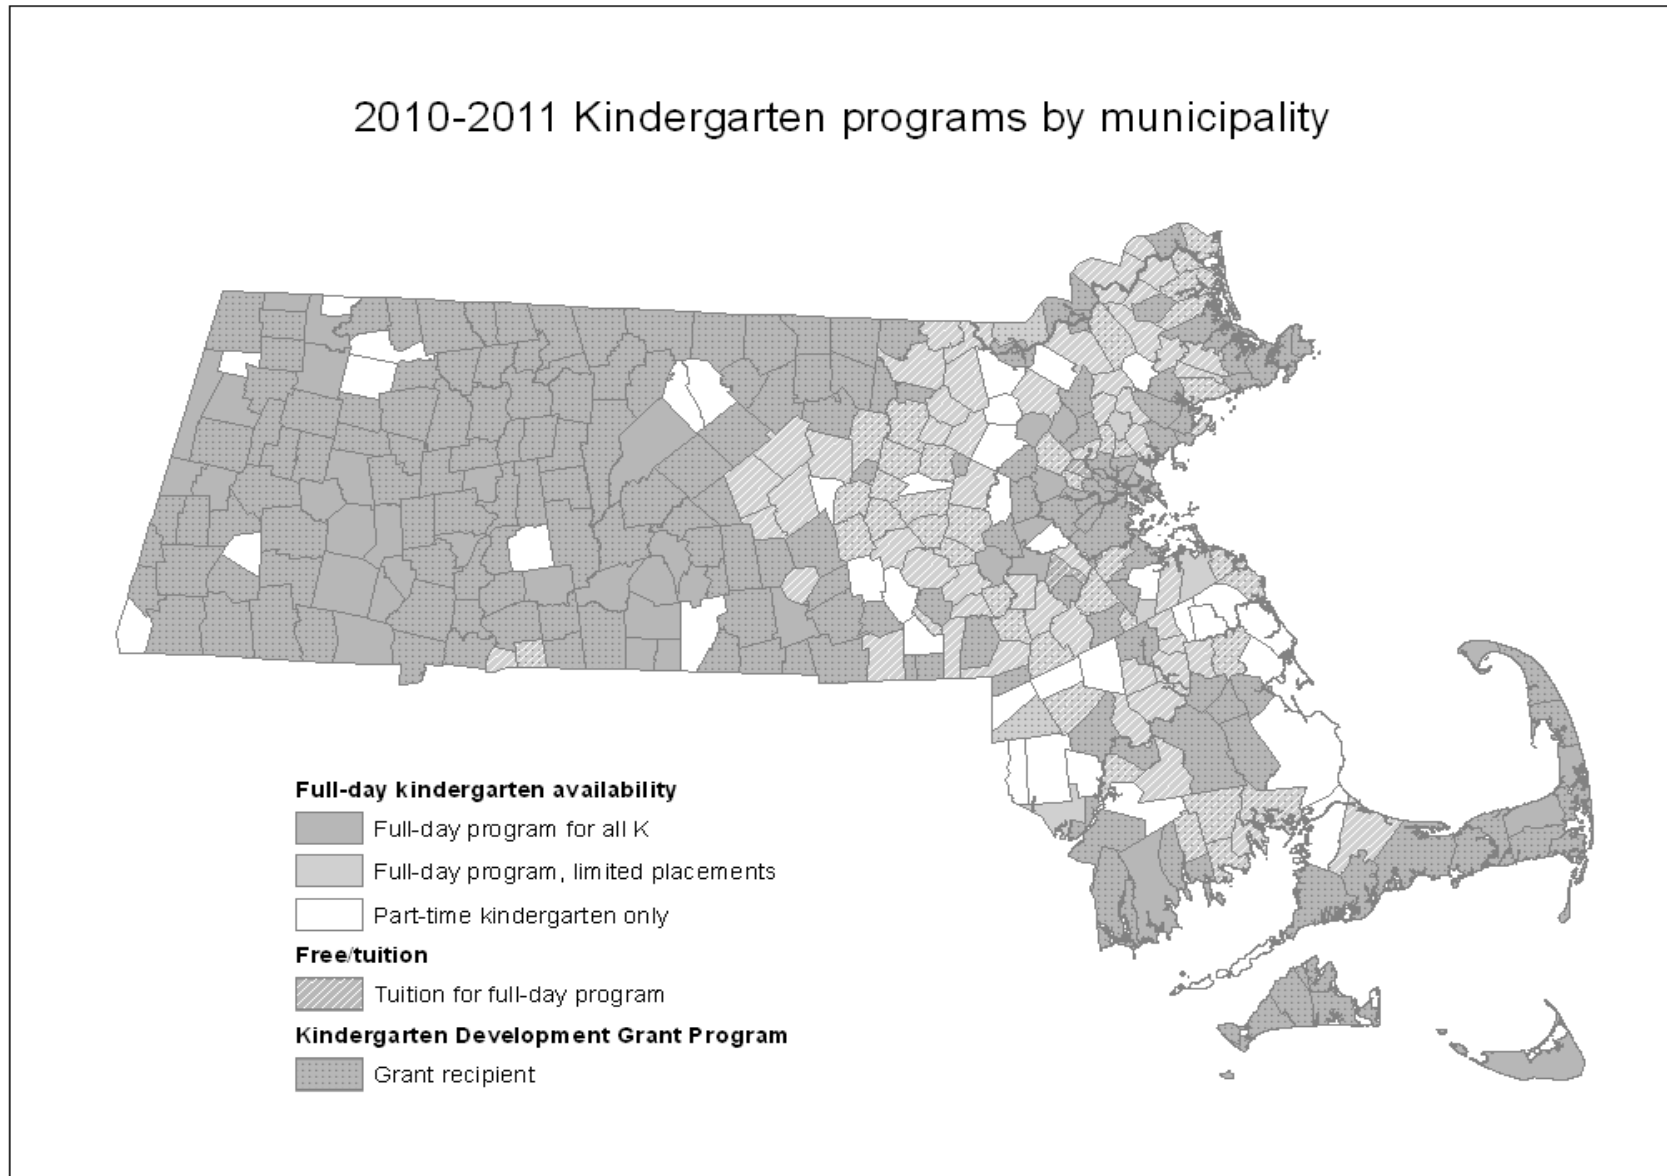 2010-2011 Kindergarten programs by municipality
Full-day kindergarten availability
Full-day program for all K
Full-day program, limited placements
Part-time kindergarten only
Free/tuition
Tuition for full-day program
Kindergarten Development Grant Program
Grant recipient